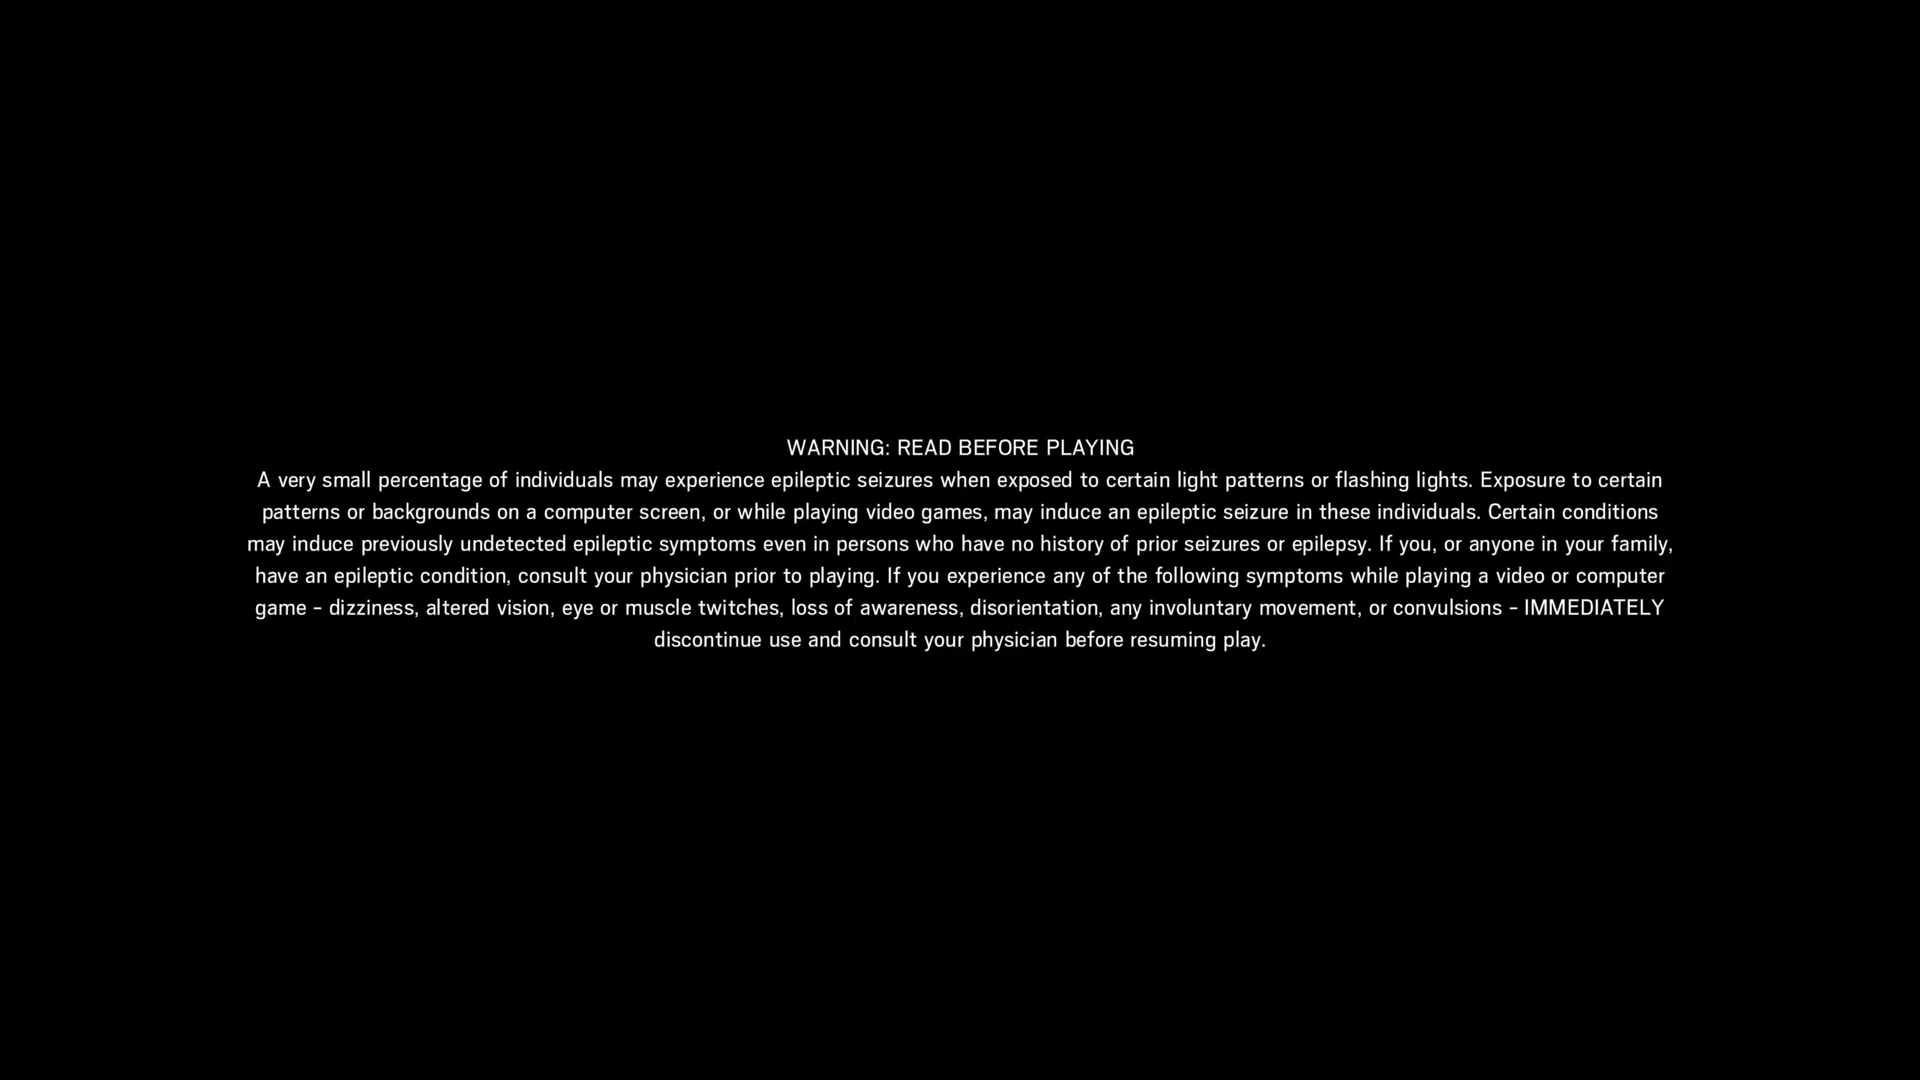 WARNING: READ BEFORE PLAYING
A very small percentage of individuals may experience epileptic seizures when exposed to certain light patterns or flashing lights. Exposure to certain
patterns or backgrounds on a computer screen, or while playing video games, may induce an epileptic seizure in these individuals. Certain conditions
may induce previously undetected epileptic symptoms even in persons who have no history of prior seizures or epilepsy. If you, or anyone in your family,
have an epileptic condition, consult your physician prior to playing. If you experience any of the following symptoms while playing a video or computer
game – dizziness, altered vision, eye or muscle twitches, loss of awareness, disorientation, any involuntary movement, or convulsions – IMMEDIATELY
discontinue use and consult your physician before resuming play.